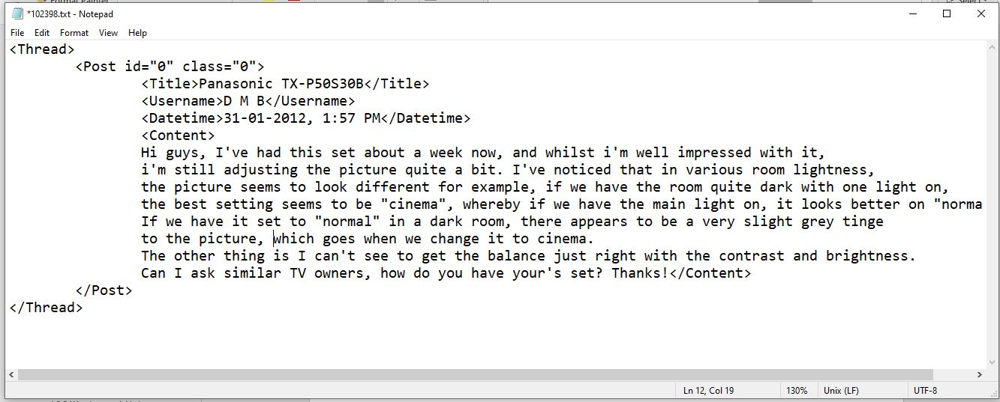 *102398.txt - Notepad
File Edit Format View Help
<Thread>
<Post id="0" class="0">
<Title>Panasonic TX-P50S30B</Title>
<Username>D M B</Username>
<Datetime>31-01-2012, 1:57 PM</Datetime>
<Content>
Hi guys, I've had this set about a week now, and whilst i'm well impressed with it,
i'm still adjusting the picture quite a bit. I've noticed that in various room lightness,
the picture seems to look different for example, if we have the room quite dark with one light on,
the best setting seems to be "cinema", whereby if we have the main light on, it looks better on "norma
If we have it set to "normal" in a dark room, there appears to be a very slight grey tinge
to the picture, which goes when we change it to cinema.
The other thing is I can't see to get the balance just right with the contrast and brightness.
Can I ask similar TV owners, how do you have your's set? Thanks!</Content>
</Post>
</Thread>
Ln 12, Col 19 130% Unix (LF) UTF-8